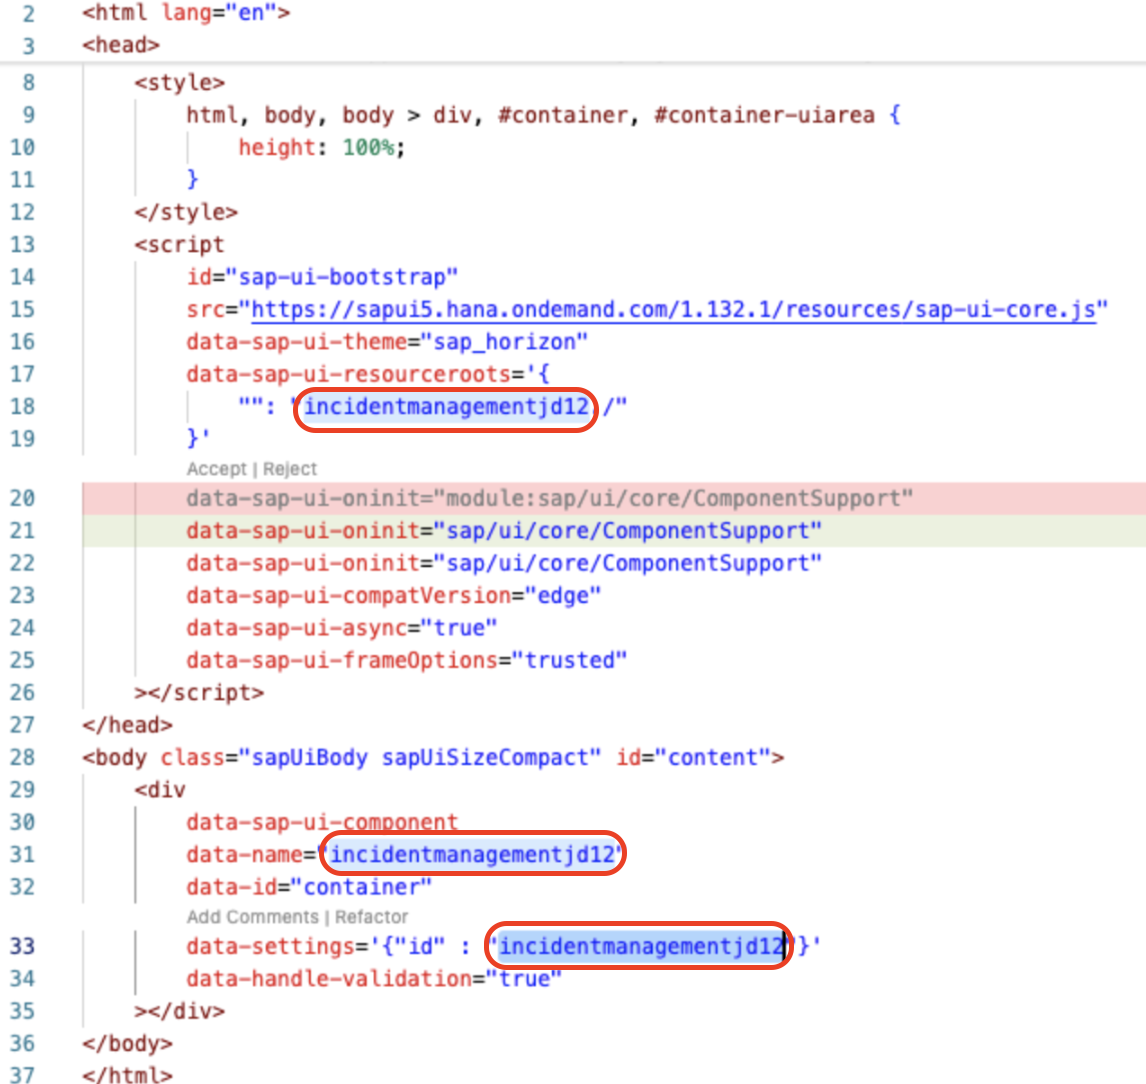 2 <html lang="en">
3 <head>
8 <style>
9 html, body, body > div, #container, #container-uiarea {
10 height: 100%;
11 }
12 </style>
13 <script
14 id="sap-ui-bootstrap"
15 src="https://sapui5.hana.ondemand.com/1.132.1/resources/sap-ui-core.js"
16 data-sap-ui-theme="sap_horizon"
17 data-sap-ui-resourceroots='{
18 "": "incidentmanagementjd12./"
19 }'
Accept | Reject
20 data-sap-ui-oninit="module:sap/ui/core/ComponentSupport"
21 data-sap-ui-oninit="sap/ui/core/ComponentSupport"
22 data-sap-ui-oninit="sap/ui/core/ComponentSupport"
23 data-sap-ui-compatVersion="edge"
24 data-sap-ui-async="true"
25 data-sap-ui-frameOptions="trusted"
26 ></script>
27 </head>
28 <body class="sapUiBody sapUiSizeCompact" id="content">
29 <div
30 data-sap-ui-component
31 data-name="incidentmanagementjd12"
32 data-id="container"
Add Comments | Refactor
33 data-settings='{"id" : "incidentmanagementjd12"}'
34 data-handle-validation="true"
35 ></div>
36 </body>
37 </html>